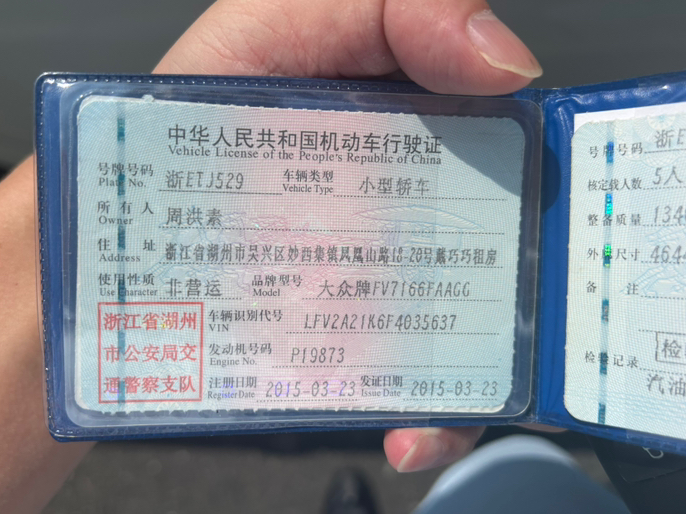 中华人民共和国机动车行驶证
Vehicle License of the People's Republic of China
号牌号码 浙ETJ529 车辆类型 小型轿车
Plate No. Vehicle Type
所有人 周洪素
Owner
住址 浙江省湖州市吴兴区妙西集镇凤凰山路18-20号戴巧巧租房
Address
使用性质 非营运 品牌型号 大众牌FV7166FAAGG
Use Character Model
浙江省湖州
市公安局交
通警察支队
车辆识别代号 LFV2A21K6F4035637
VIN
发动机号码 P19873
Engine No.
注册日期 2015-03-23 发证日期 2015-03-23
Register Date Issue Date
号牌号码 浙E
核定载人数 5人
整备质量
外廓尺寸
备注
检验记录
汽油